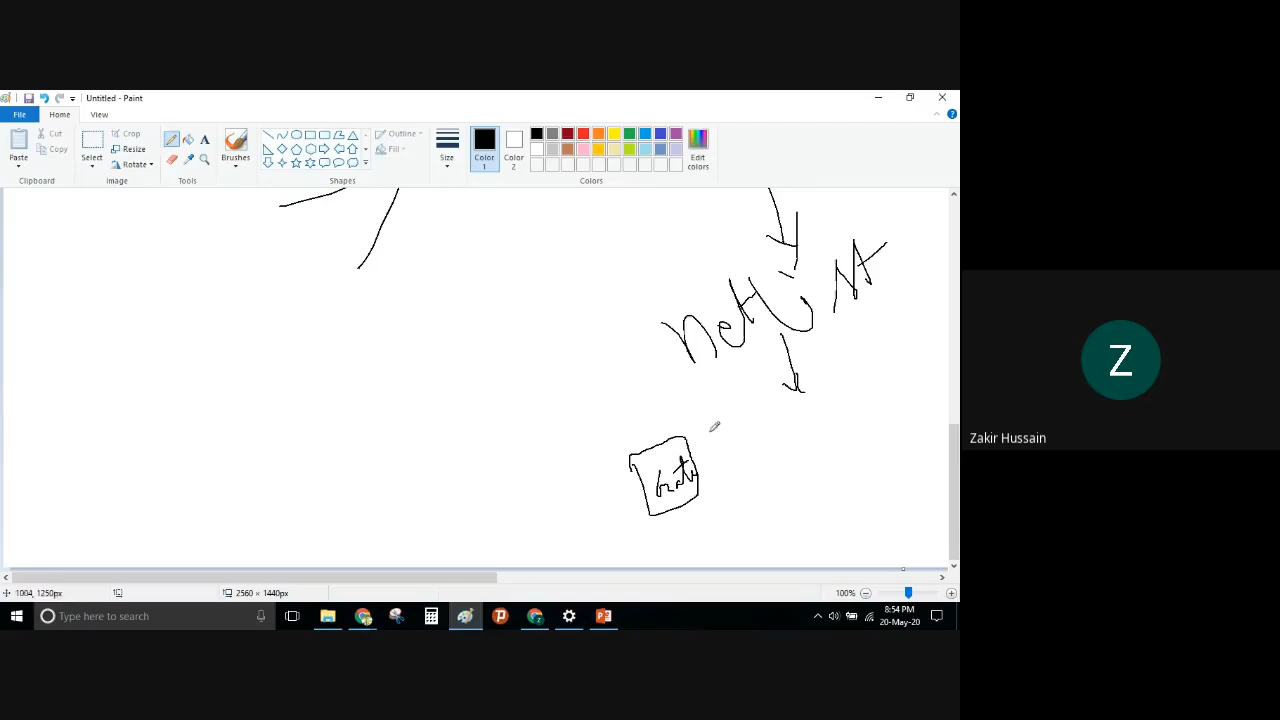 Untitled - Paint
File Home View
Cut
Copy
Paste
Clipboard
Crop
Resize
Rotate
Select
Image
Tools
Brushes
Outline
Fill
Shapes
Size
Color 1
Color 2
Edit colors
Colors
Z
Zakir Hussain
1004, 1250px
2560 × 1440px
100%
Type here to search
8:54 PM
20-May-20